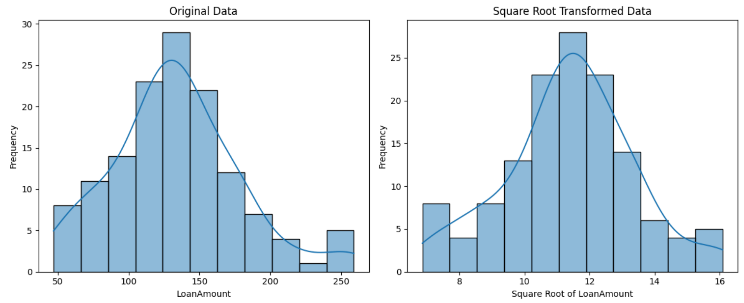 Original Data
30
25
20
15
10
5
0
Frequency
50 100 150 200 250
LoanAmount
Square Root Transformed Data
25
20
15
10
5
0
Frequency
8 10 12 14 16
Square Root of LoanAmount